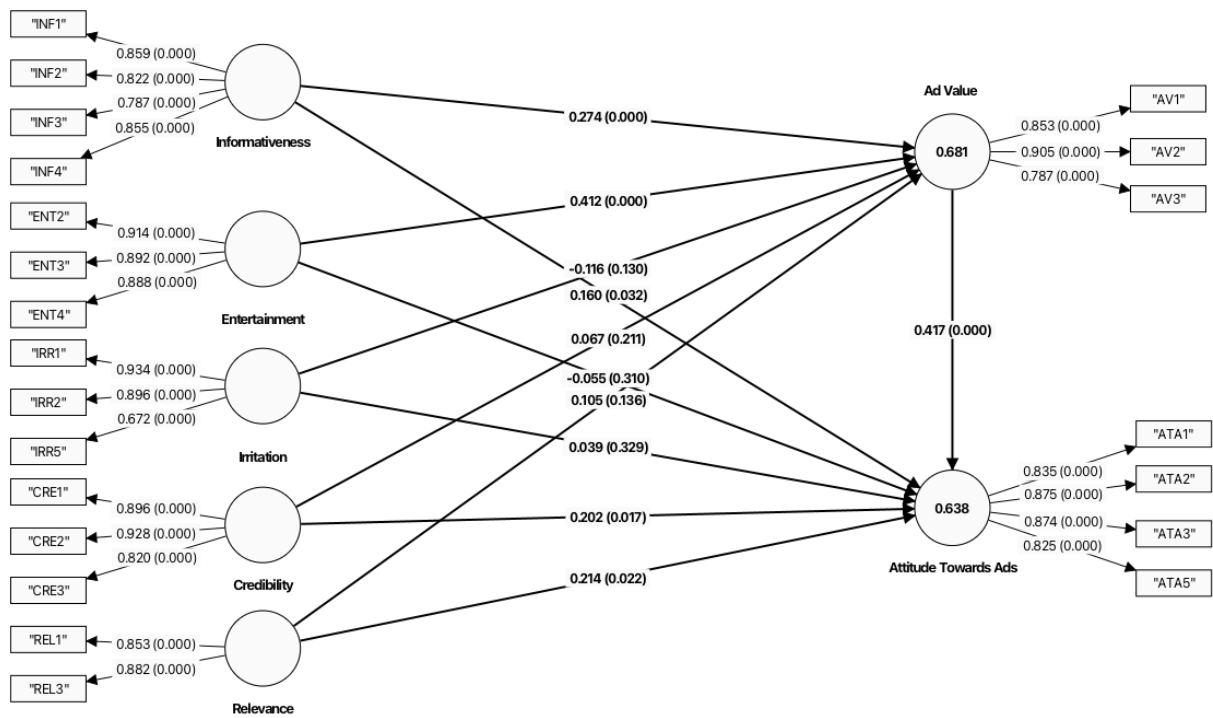 "INF1"
0.859 (0.000)
"INF2"
0.822 (0.000)
0.787 (0.000)
"INF3"
0.855 (0.000)
"INF4"
Informativeness
"ENT2"
0.914 (0.000)
"ENT3"
0.892 (0.000)
0.888 (0.000)
"ENT4"
Entertainment
"IRR1"
0.934 (0.000)
"IRR2"
0.896 (0.000)
0.672 (0.000)
"IRR5"
Irritation
"CRE1"
0.896 (0.000)
"CRE2"
0.928 (0.000)
0.820 (0.000)
"CRE3"
Credibility
"REL1"
0.853 (0.000)
0.882 (0.000)
"REL3"
Relevance
0.274 (0.000)
0.412 (0.000)
-0.116 (0.130)
0.160 (0.032)
0.067 (0.211)
-0.055 (0.310)
0.105 (0.136)
0.039 (0.329)
0.202 (0.017)
0.214 (0.022)
Ad Value
0.681
0.417 (0.000)
0.638
Attitude Towards Ads
"AV1"
0.853 (0.000)
0.905 (0.000)
"AV2"
0.787 (0.000)
"AV3"
"ATA1"
0.835 (0.000)
"ATA2"
0.875 (0.000)
0.874 (0.000)
"ATA3"
0.825 (0.000)
"ATA5"